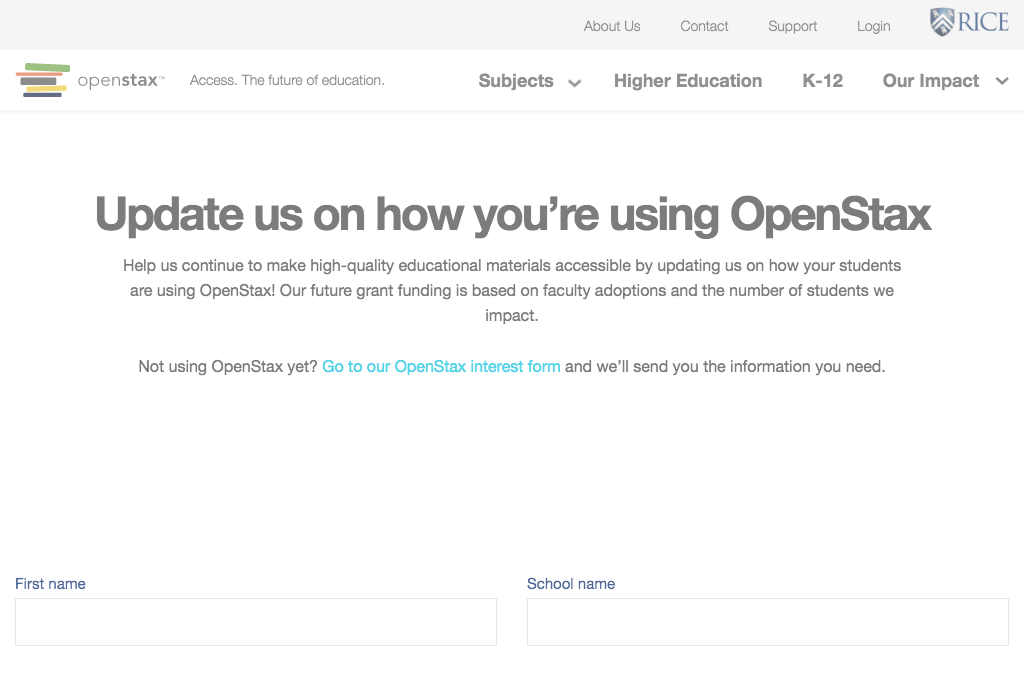 About Us Contact Support Login RICE
openstax™ Access. The future of education. Subjects Higher Education K-12 Our Impact
Update us on how you’re using OpenStax
Help us continue to make high-quality educational materials accessible by updating us on how your students
are using OpenStax! Our future grant funding is based on faculty adoptions and the number of students we
impact.
Not using OpenStax yet? Go to our OpenStax interest form and we’ll send you the information you need.
First name School name